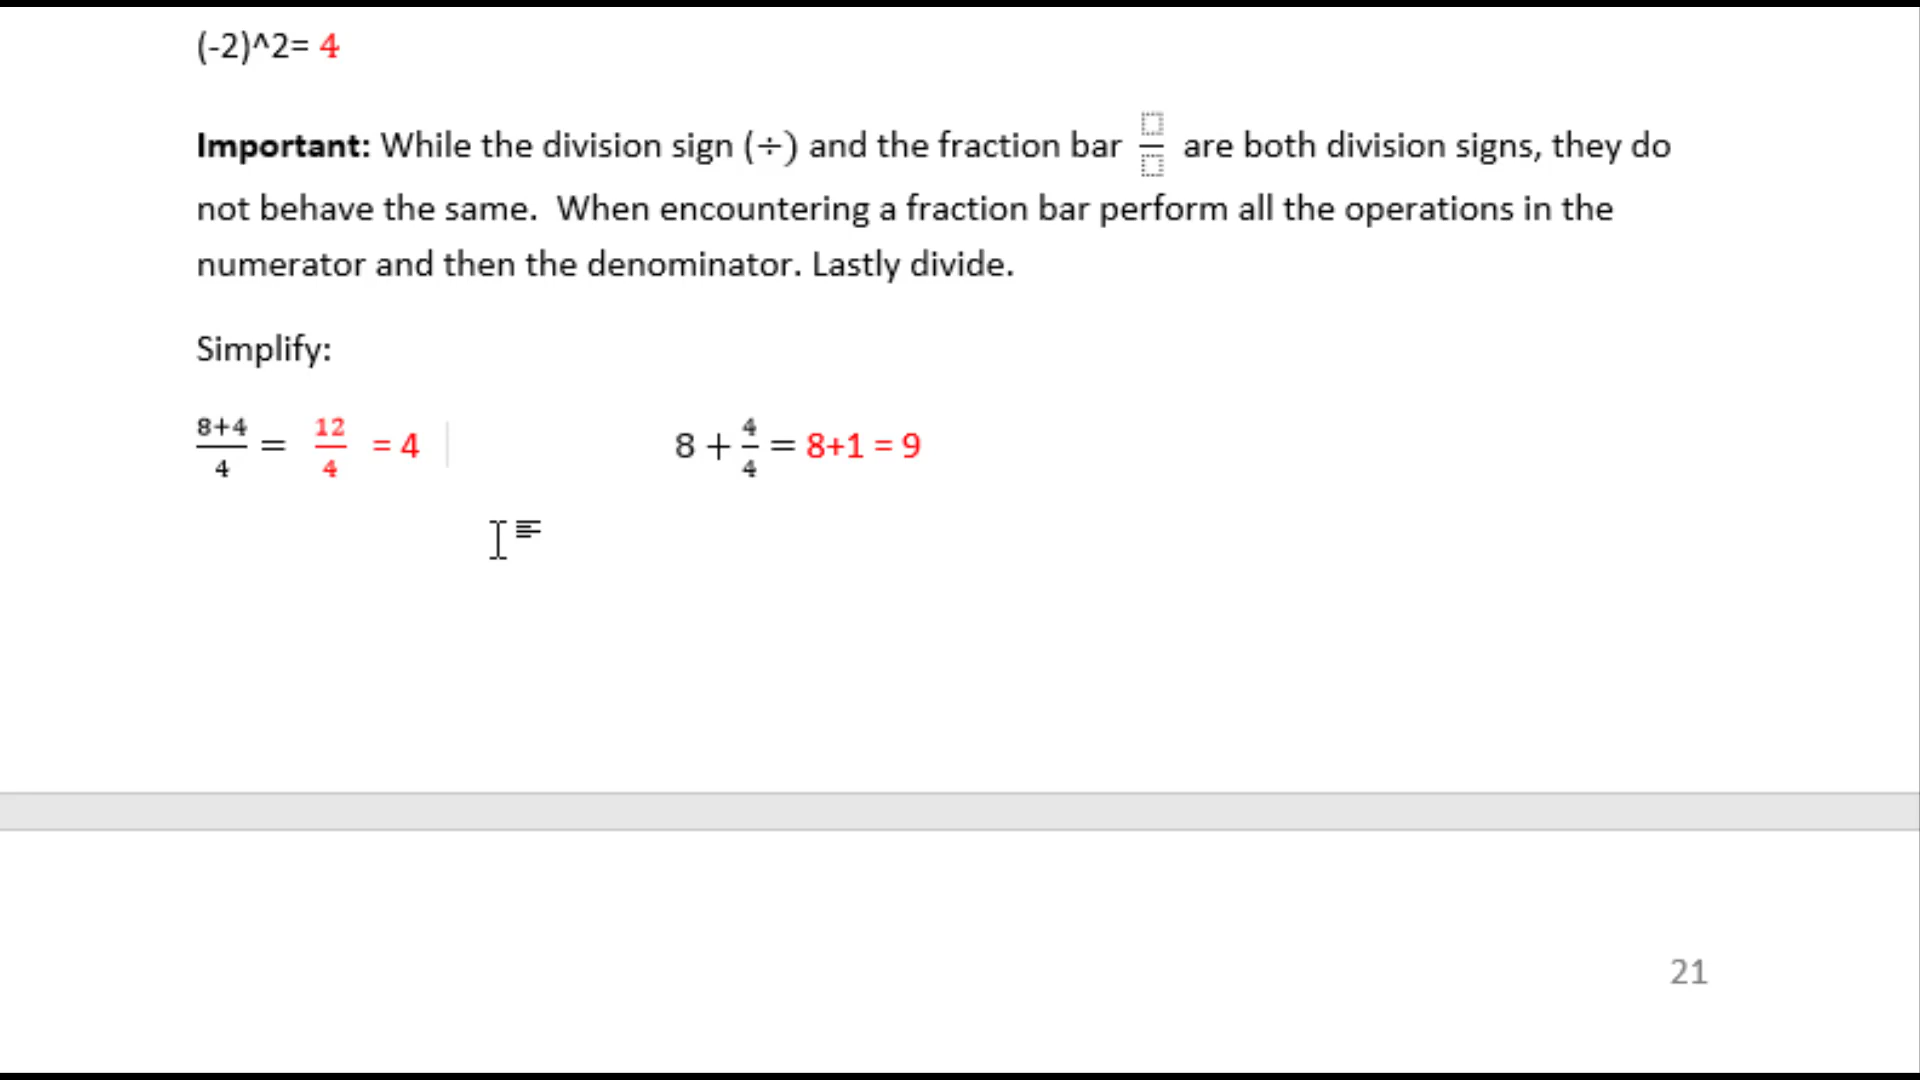 (-2)^2= 4
Important: While the division sign (÷) and the fraction bar □/□ are both division signs, they do
not behave the same.  When encountering a fraction bar perform all the operations in the
numerator and then the denominator. Lastly divide.
Simplify:
8+4/4 = 12/4 = 4 8 + 4/4 = 8+1 = 9
21